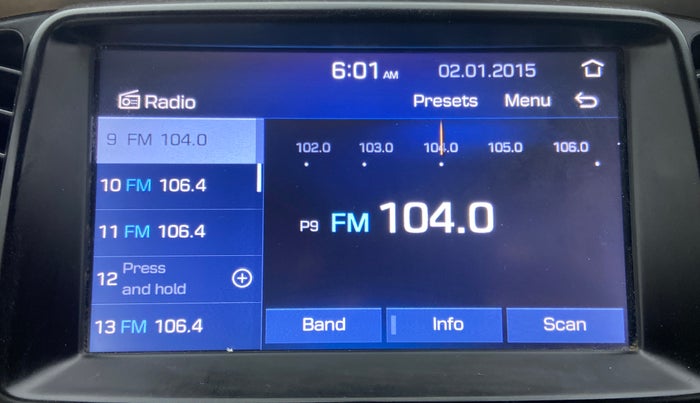 6:01 AM 02.01.2015
Radio Presets Menu
9 FM 104.0
102.0 103.0 104.0 105.0 106.0
10 FM 106.4
P9 FM 104.0
11 FM 106.4
12 Press
and hold
13 FM 106.4
Band Info Scan